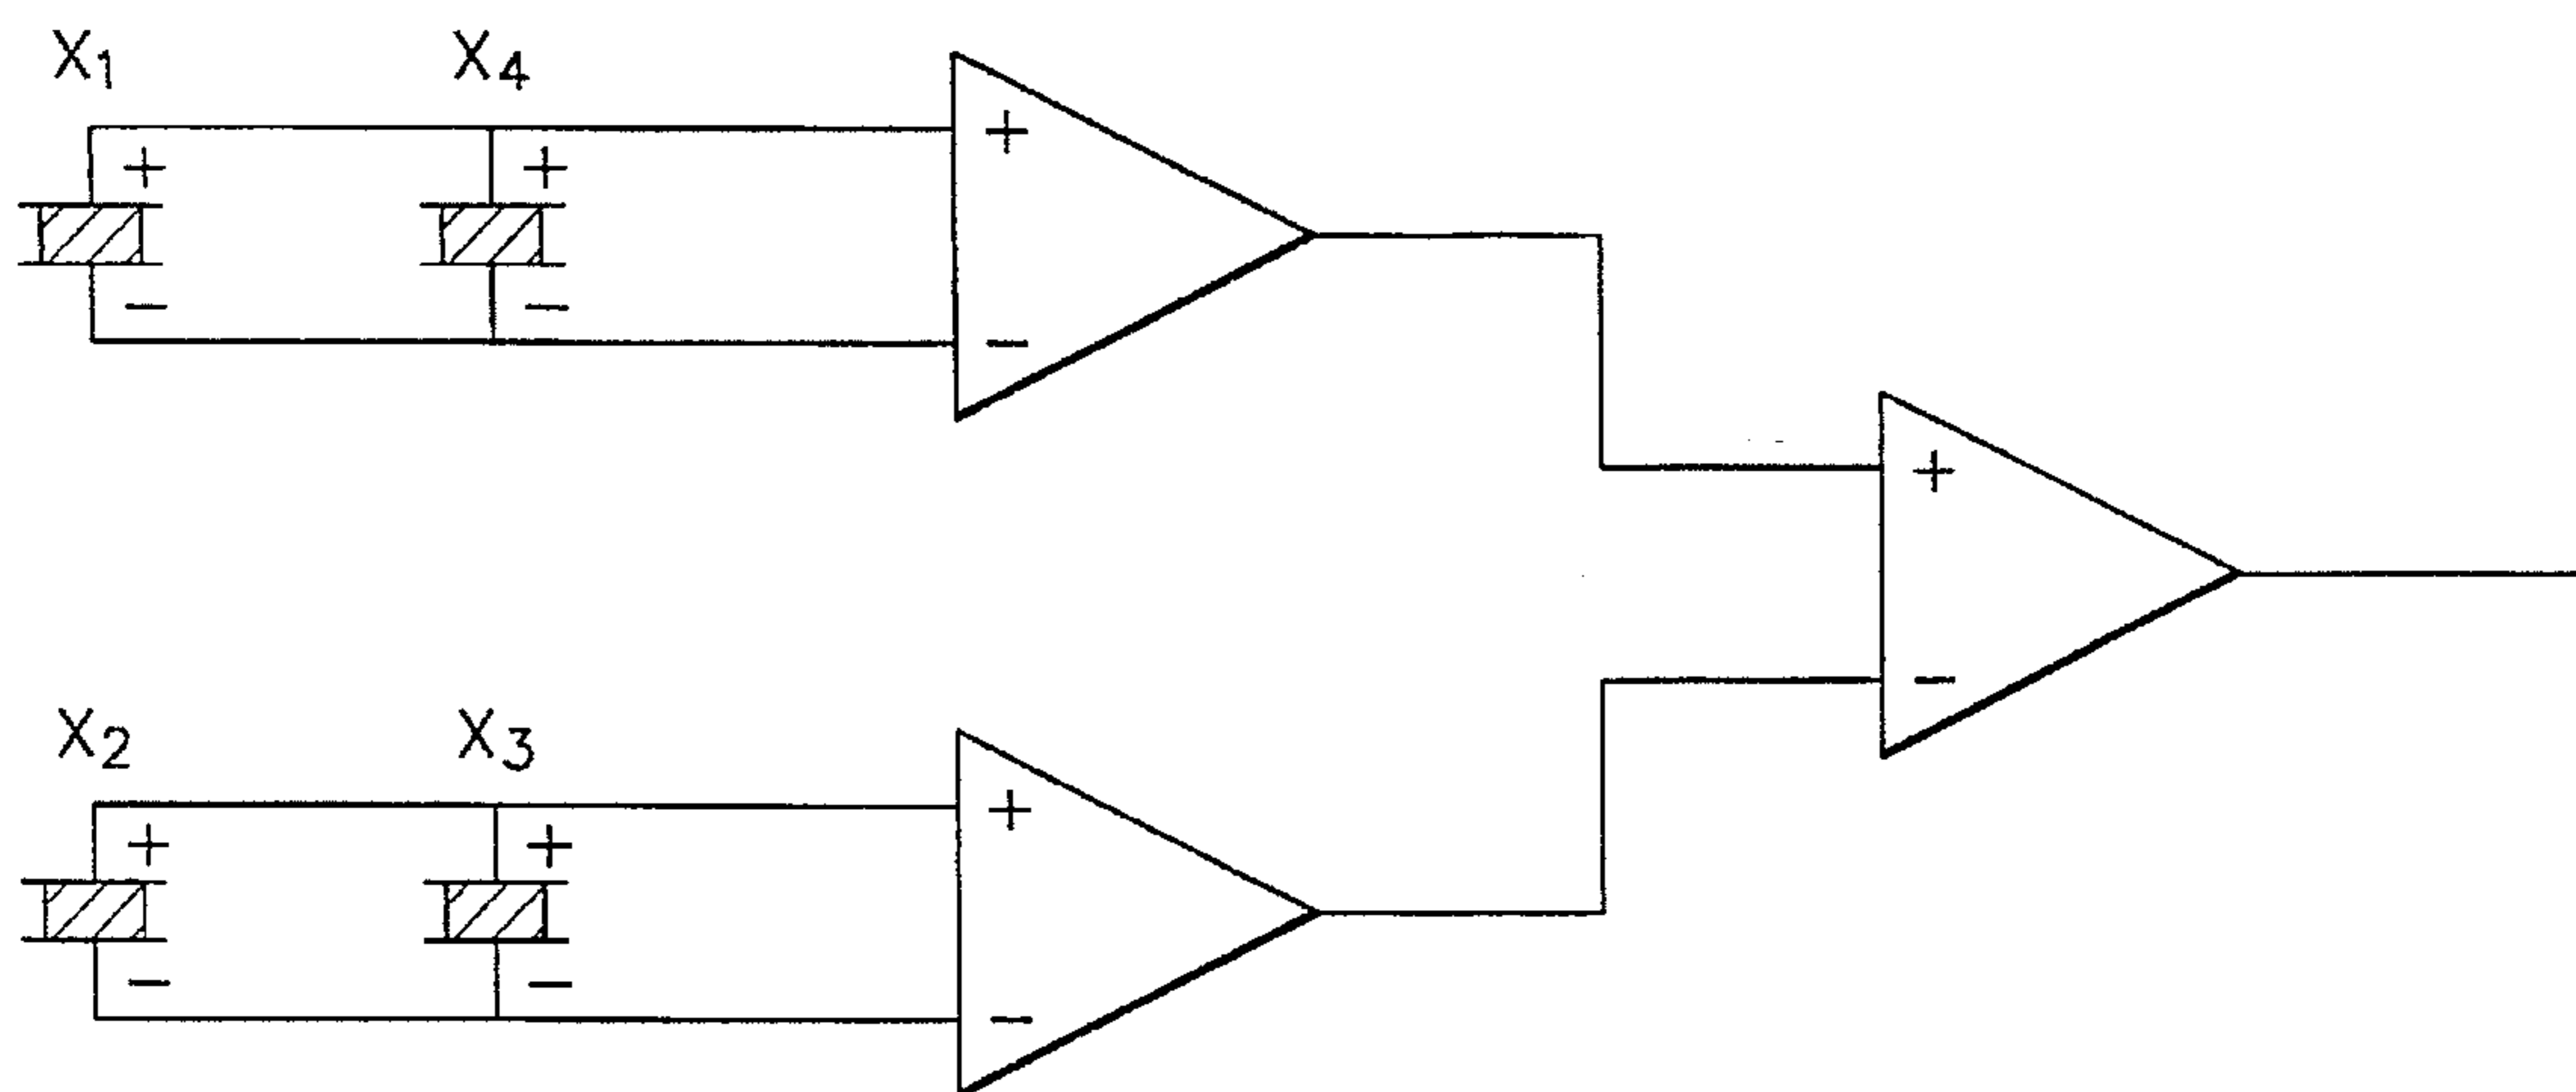 X1 X4
+ + +
− − −
+
−
X2 X3
+ + +
− − −